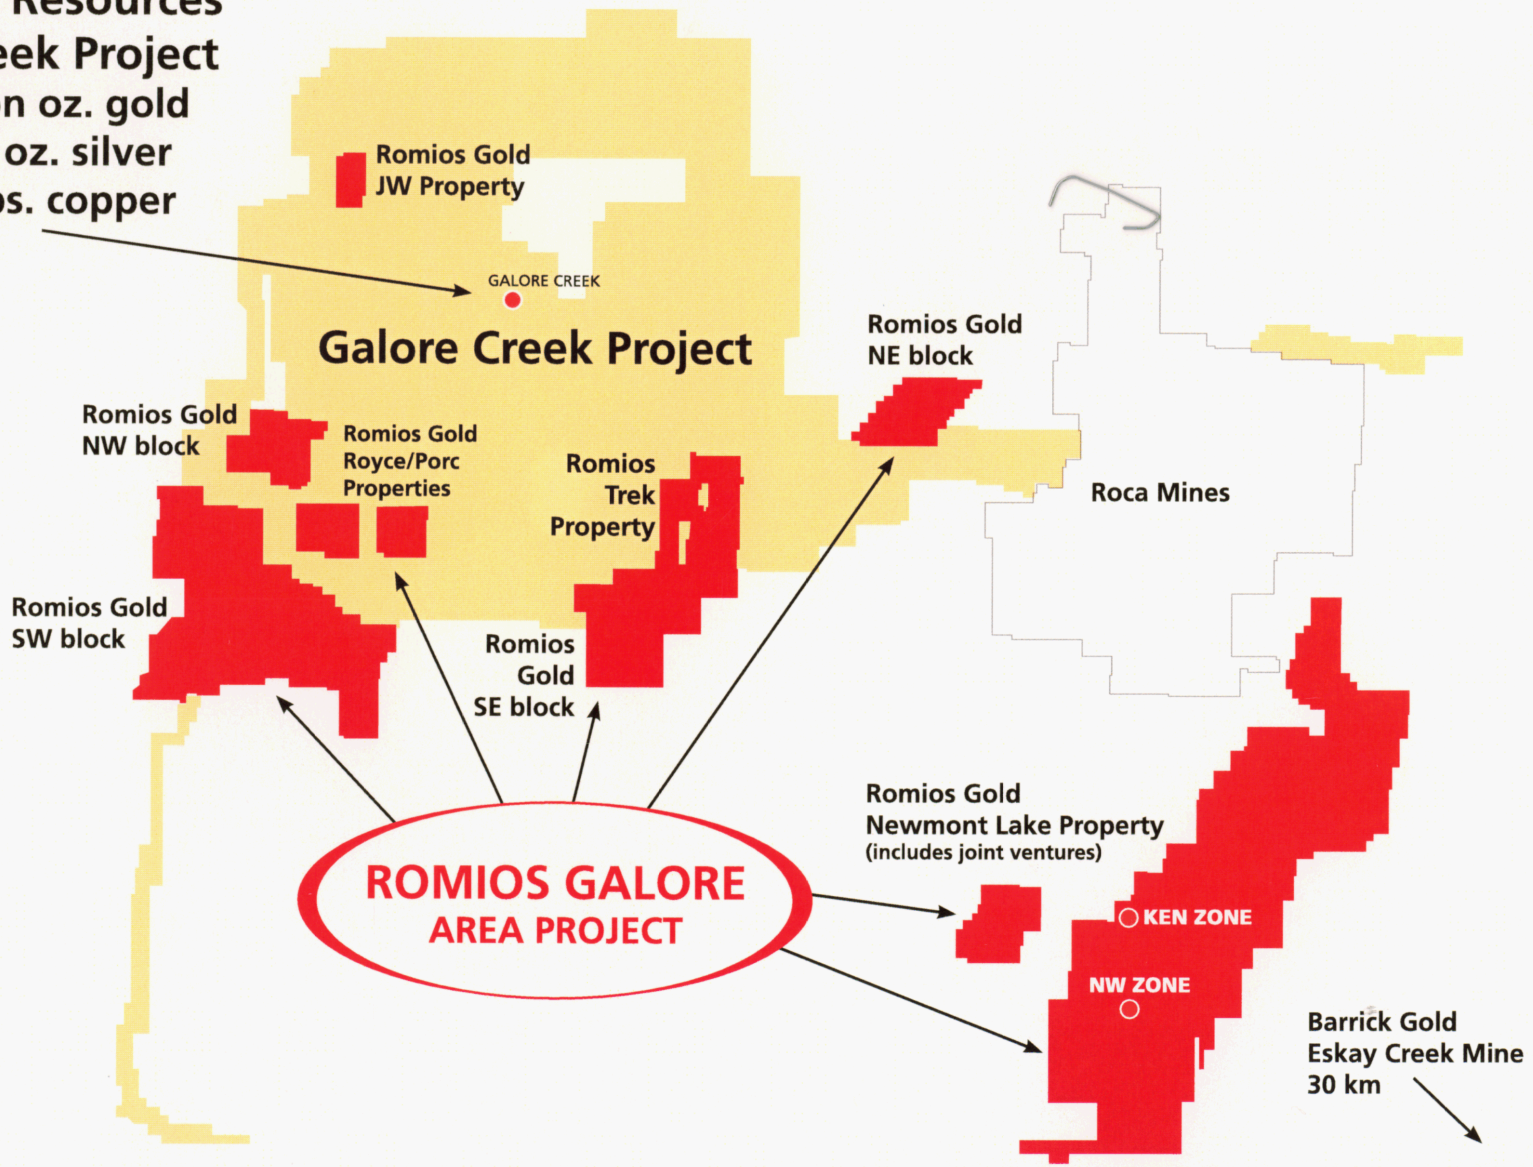 Resources
Project
oz. gold
oz. silver
copper
Romios Gold
JW Property
GALORE CREEK
Galore Creek Project
Romios Gold
NE block
Romios Gold
NW block
Romios Gold
Royce/Porc
Properties
Romios
Trek
Property
Roca Mines
Romios Gold
SW block
Romios
Gold
SE block
Romios Gold
Newmont Lake Property
(includes joint ventures)
ROMIOS GALORE
AREA PROJECT
KEN ZONE
NW ZONE
Barrick Gold
Eskay Creek Mine
30 km